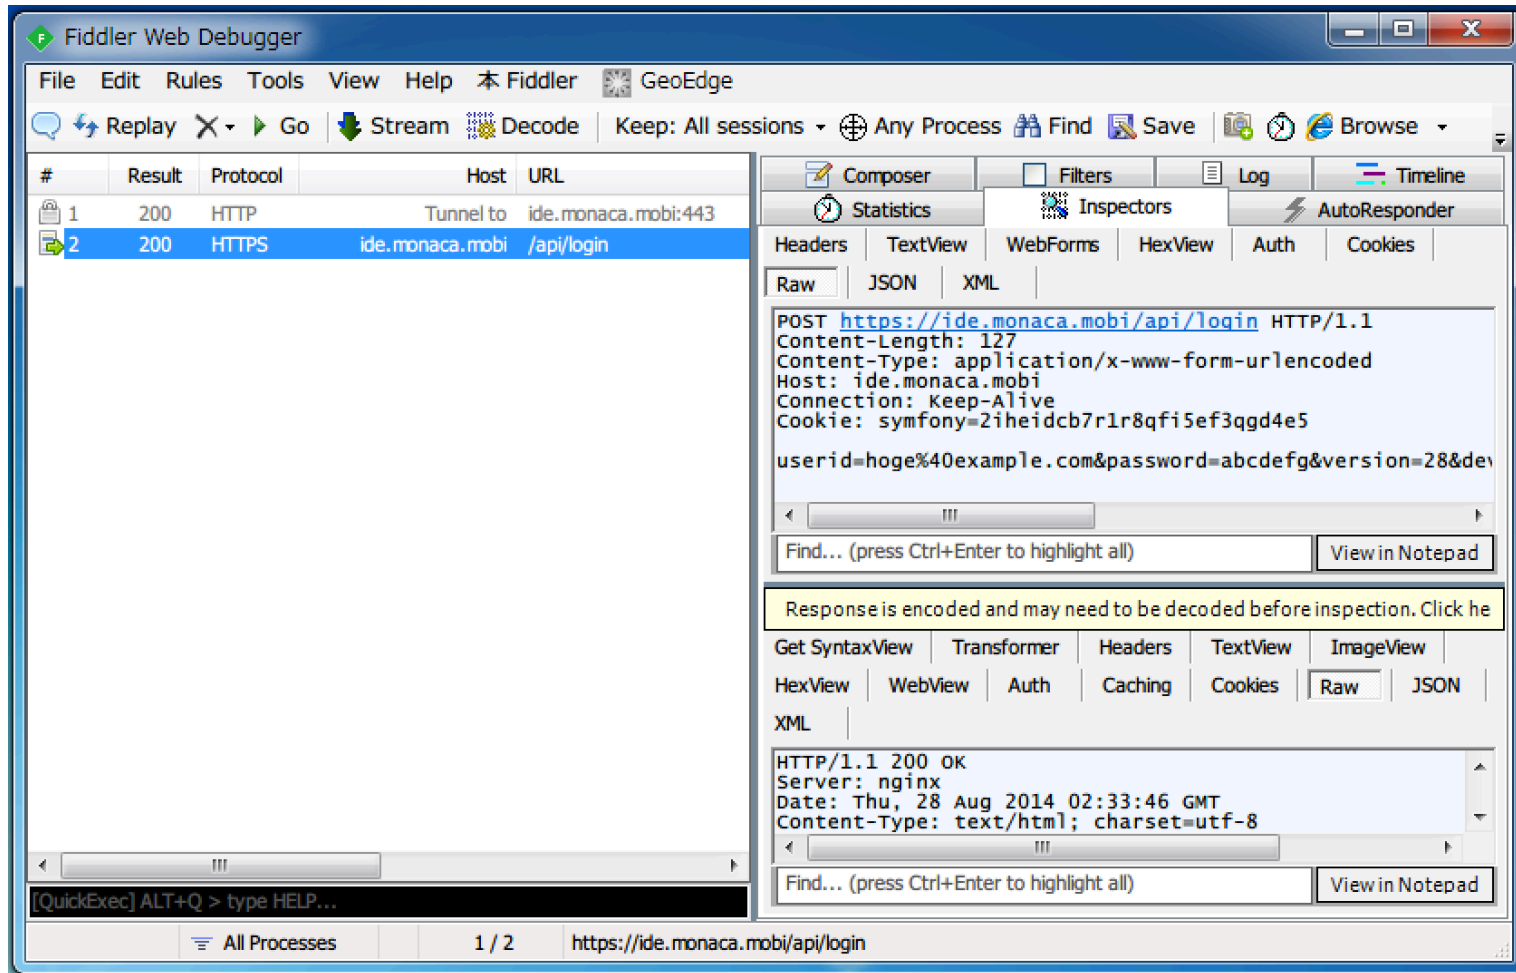 Fiddler Web Debugger
File Edit Rules Tools View Help 本 Fiddler GeoEdge
Replay Go Stream Decode Keep: All sessions Any Process Find Save Browse
# Result Protocol Host URL
1 200 HTTP Tunnel to ide.monaca.mobi:443
2 200 HTTPS ide.monaca.mobi /api/login
[QuickExec] ALT+Q > type HELP...
Composer Filters Log Timeline
Statistics Inspectors AutoResponder
Headers TextView WebForms HexView Auth Cookies
Raw JSON XML
POST https://ide.monaca.mobi/api/login HTTP/1.1
Content-Length: 127
Content-Type: application/x-www-form-urlencoded
Host: ide.monaca.mobi
Connection: Keep-Alive
Cookie: symfony=2iheidcb7r1r8qfi5ef3qgd4e5
userid=hoge%40example.com&password=abcdefg&version=28&dev
Find... (press Ctrl+Enter to highlight all) View in Notepad
Response is encoded and may need to be decoded before inspection. Click he
Get SyntaxView Transformer Headers TextView ImageView
HexView WebView Auth Caching Cookies Raw JSON
XML
HTTP/1.1 200 OK
Server: nginx
Date: Thu, 28 Aug 2014 02:33:46 GMT
Content-Type: text/html; charset=utf-8
Find... (press Ctrl+Enter to highlight all) View in Notepad
All Processes 1 / 2 https://ide.monaca.mobi/api/login